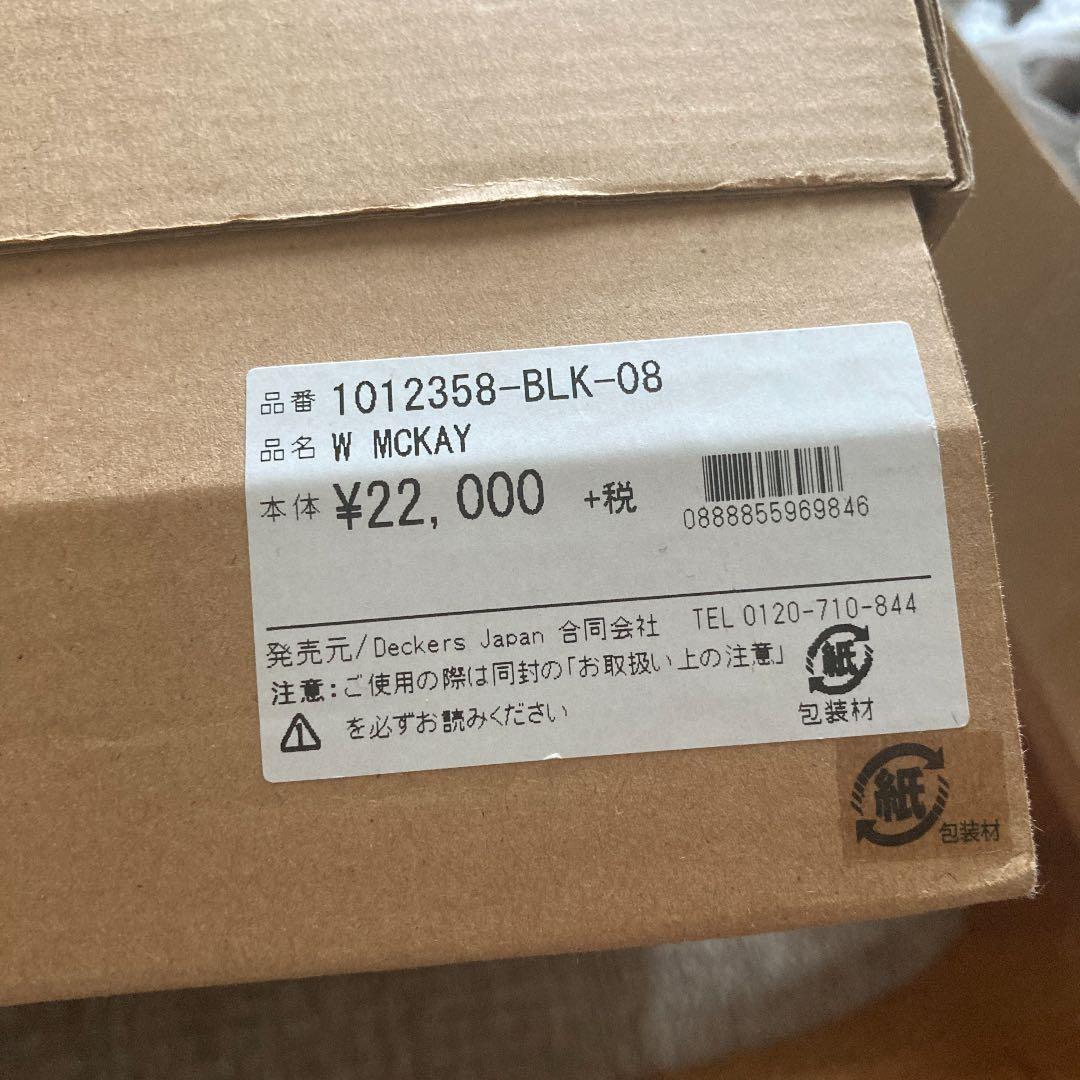 品番 1012358-BLK-08
品名 W MCKAY
本体 ¥22,000 +税
0888855969846
発売元/Deckers Japan 合同会社 TEL 0120-710-844
注意:ご使用の際は同封の「お取扱い上の注意」
を必ずお読みください
紙
包装材
紙
包装材